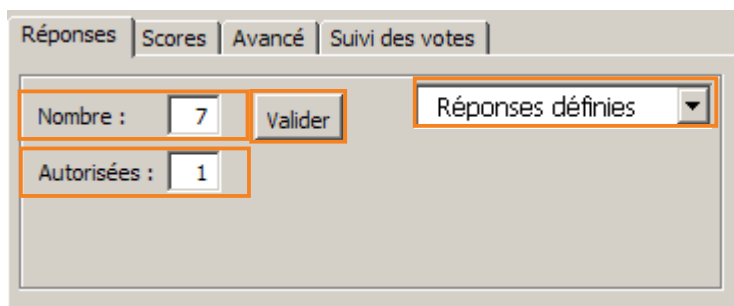 Réponses Scores Avancé Suivi des votes
Nombre : 7 Valider Réponses définies
Autorisées : 1